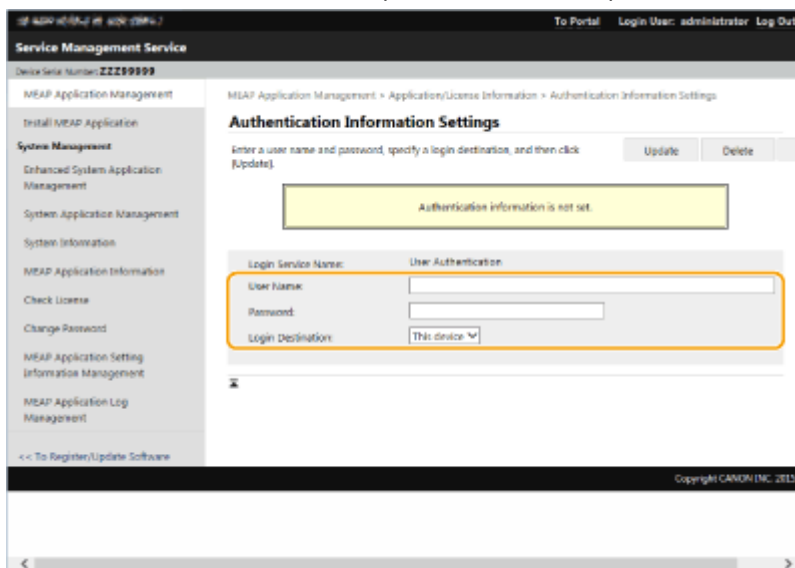 To Portal Login User: administrator Log Out
Service Management Service
Device Serial Number: ZZZ99999
MEAP Application Management
MEAP Application Management > Application/License Information > Authentication Information Settings
Install MEAP Application
Authentication Information Settings
System Management
Enter a user name and password, specify a login destination, and then click
[Update].
Update Delete
Enhanced System Application
Management
Authentication information is not set.
System Application Management
System Information
Login Service Name: User Authentication
MEAP Application Information
User Name:
Check License
Password:
Change Password
Login Destination: This device
MEAP Application Setting
Information Management
MEAP Application Log
Management
<< To Register/Update Software
Copyright CANON INC. 2015